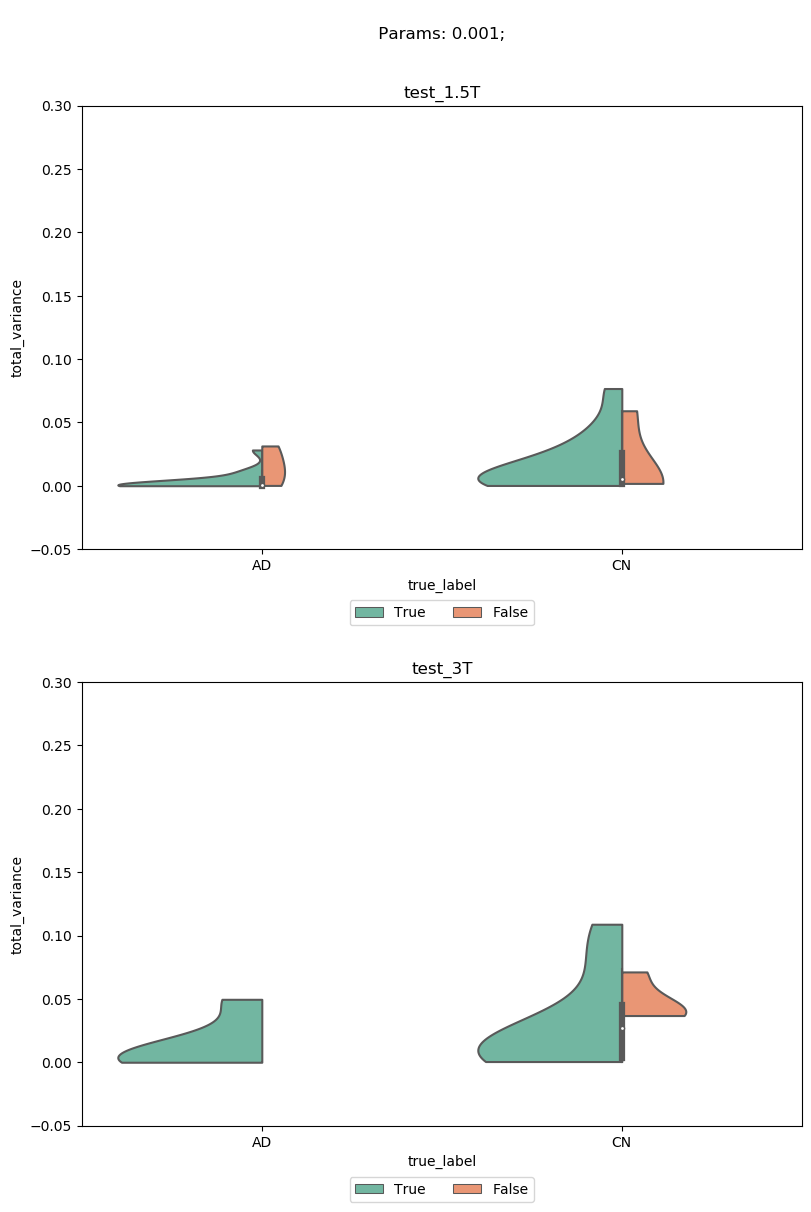 Params: 0.001;
test_1.5T
0.30
0.25
0.20
0.15
0.10
0.05
0.00
−0.05
total_variance
AD CN
true_label
True False
test_3T
0.30
0.25
0.20
0.15
0.10
0.05
0.00
−0.05
total_variance
AD CN
true_label
True False